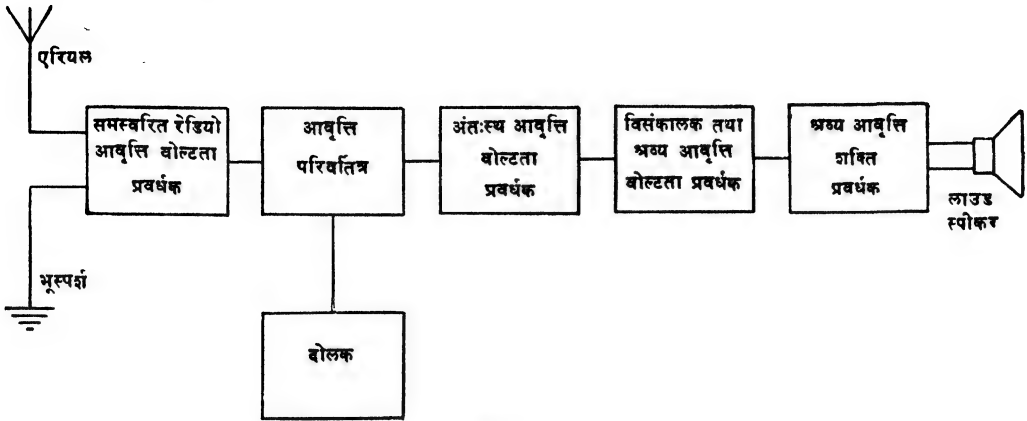 एरियल
समस्वरित रेडियो
आवृत्ति वोल्टता
प्रवर्धक
आवृत्ति
परिवर्तित्र
अंतःस्थ आवृत्ति
वोल्टता
प्रवर्धक
विसंकालक तथा
श्रव्य आवृत्ति
वोल्टता प्रवर्धक
श्रव्य आवृत्ति
शक्ति
प्रवर्धक
लाउड
स्पीकर
भूस्पर्श
दोलक